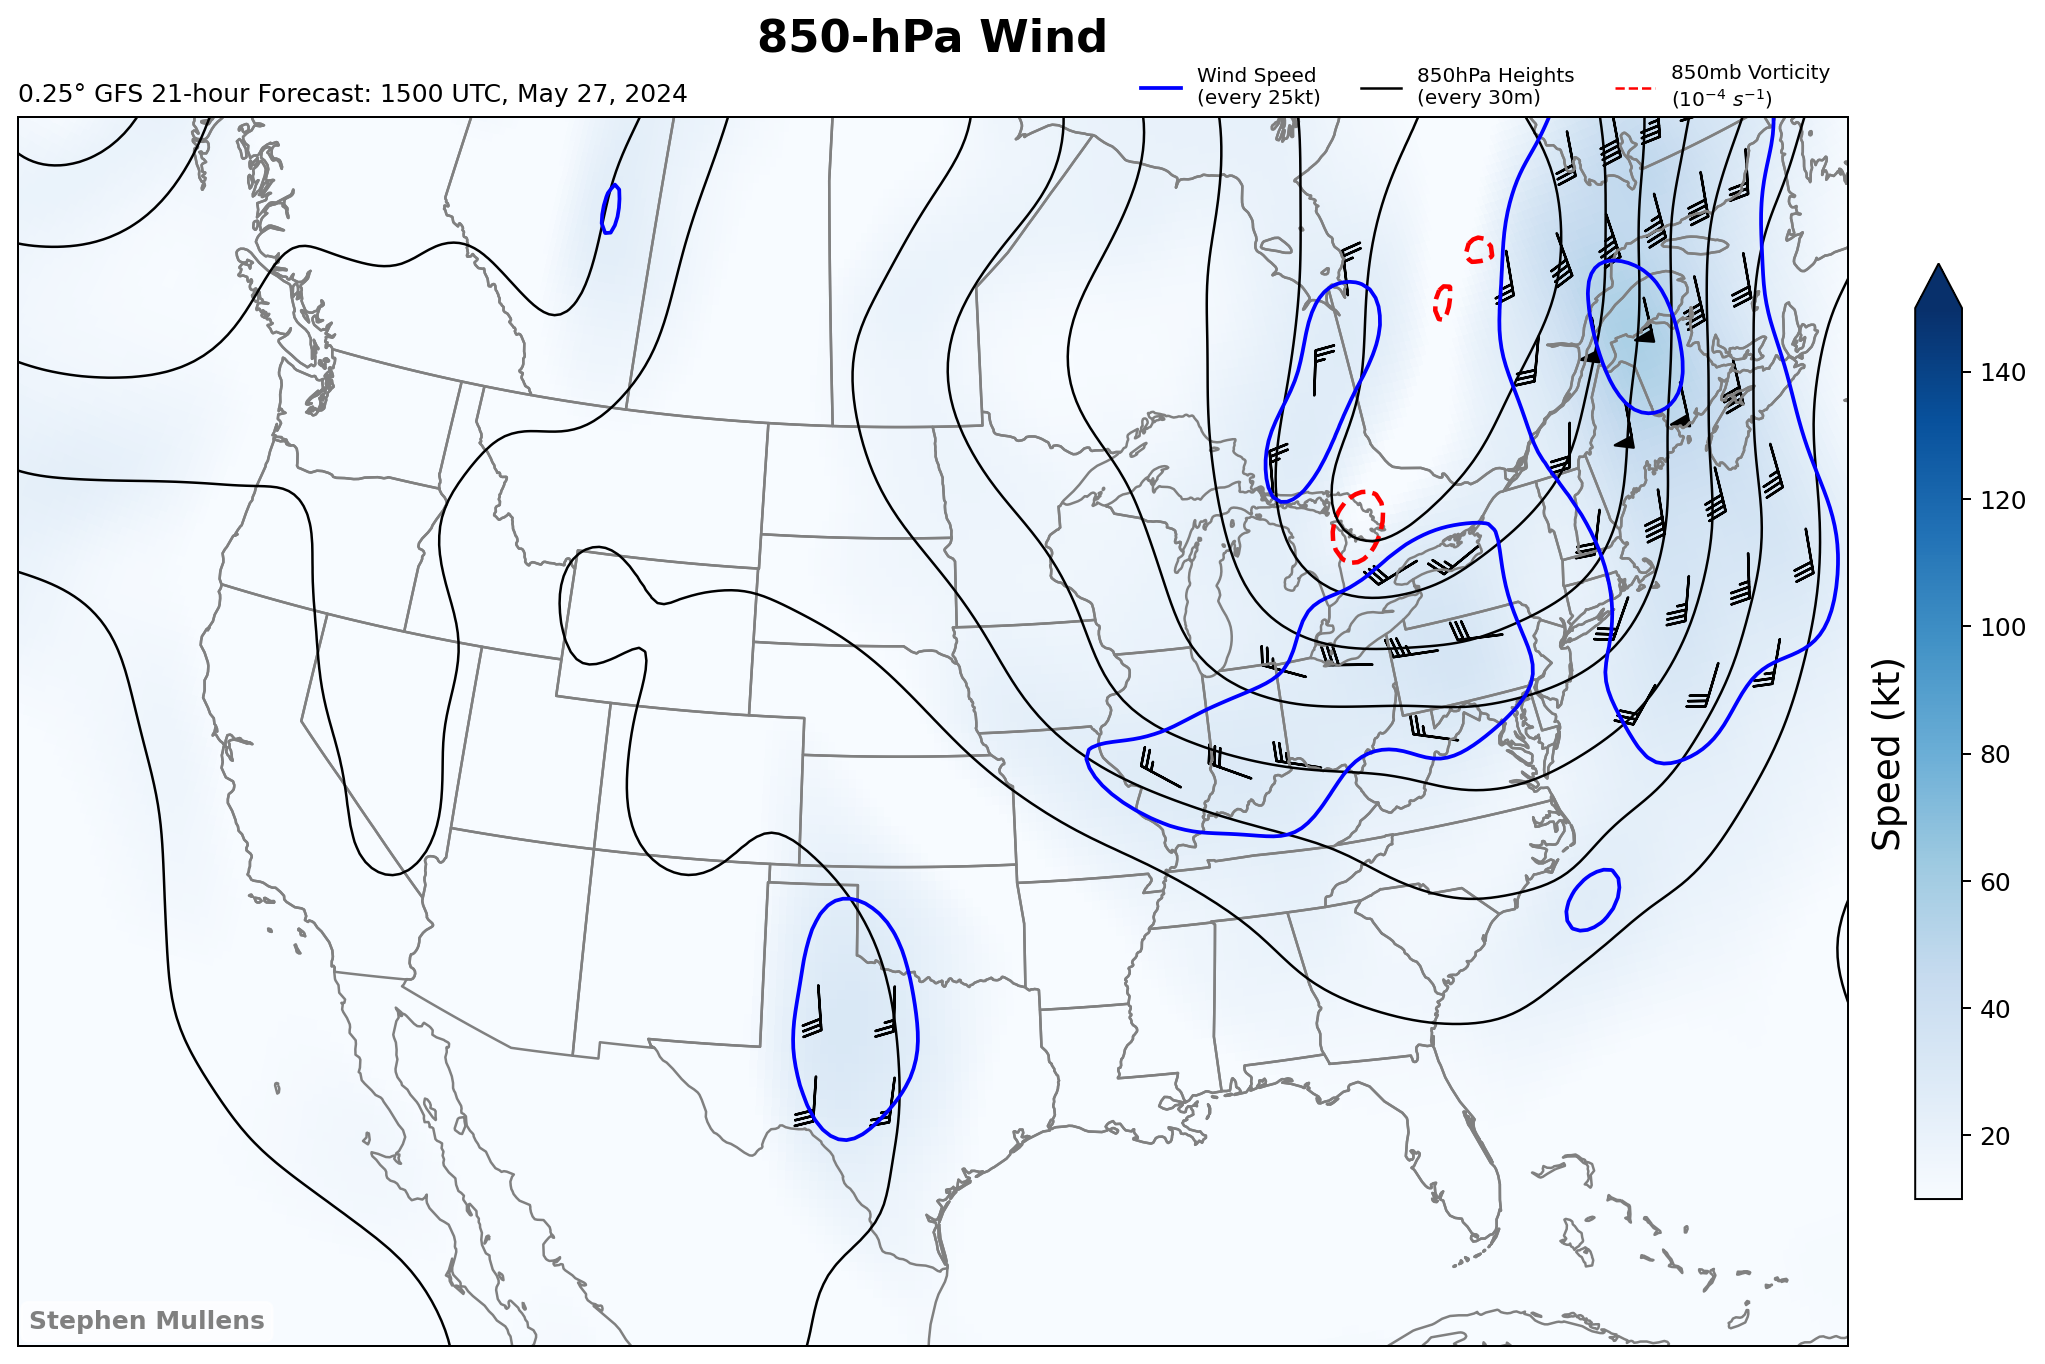 850-hPa Wind
0.25° GFS 21-hour Forecast: 1500 UTC, May 27, 2024
Wind Speed
(every 25kt)
850hPa Heights
(every 30m)
850mb Vorticity
(10⁻⁴ s⁻¹)
140
120
100
80
60
40
20
Speed (kt)
Stephen Mullens